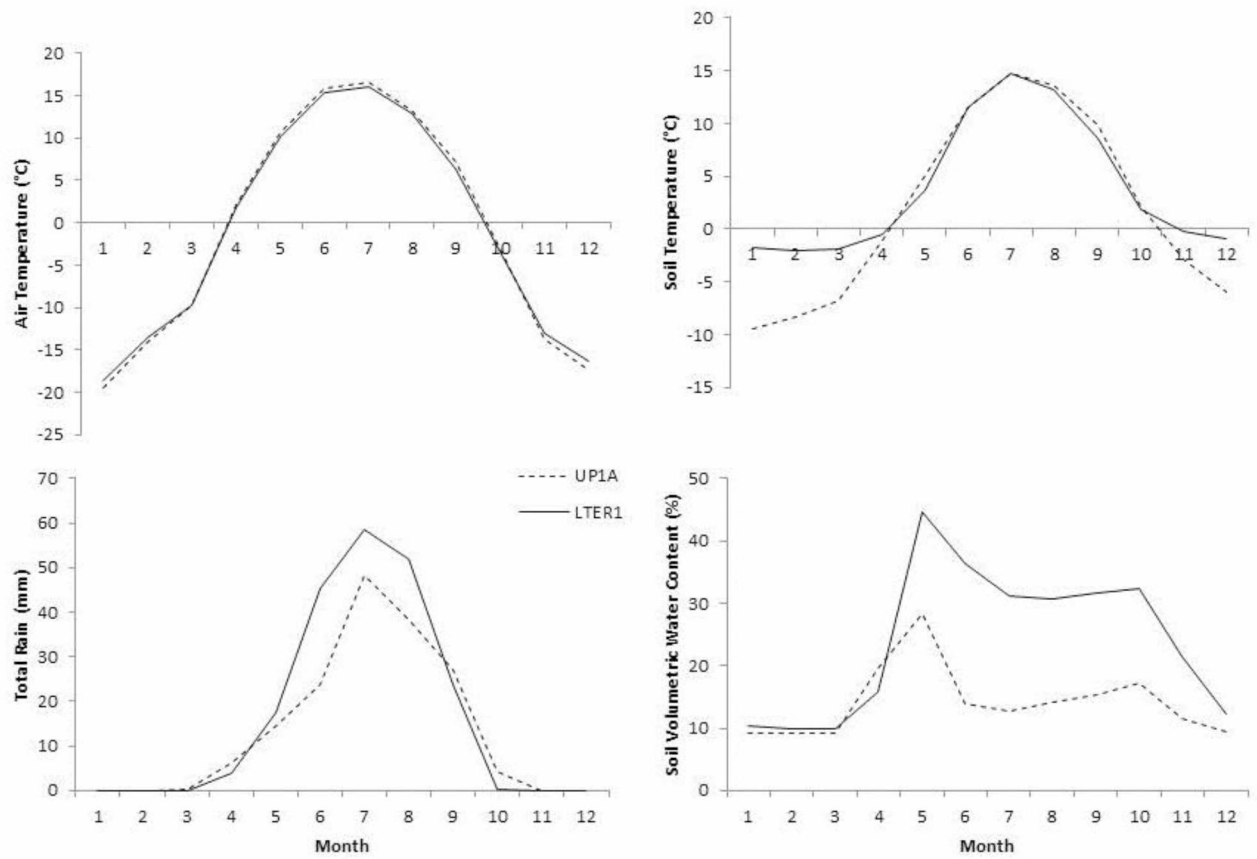 Air Temperature (°C)
20
15
10
5
0
-5
-10
-15
-20
-25
1 2 3 4 5 6 7 8 9 10 11 12
Soil Temperature (°C)
20
15
10
5
0
-5
-10
-15
1 2 3 4 5 6 7 8 9 10 11 12
Total Rain (mm)
70
60
50
40
30
20
10
0
1 2 3 4 5 6 7 8 9 10 11 12
Month
UP1A
LTER1
Soil Volumetric Water Content (%)
50
40
30
20
10
0
1 2 3 4 5 6 7 8 9 10 11 12
Month